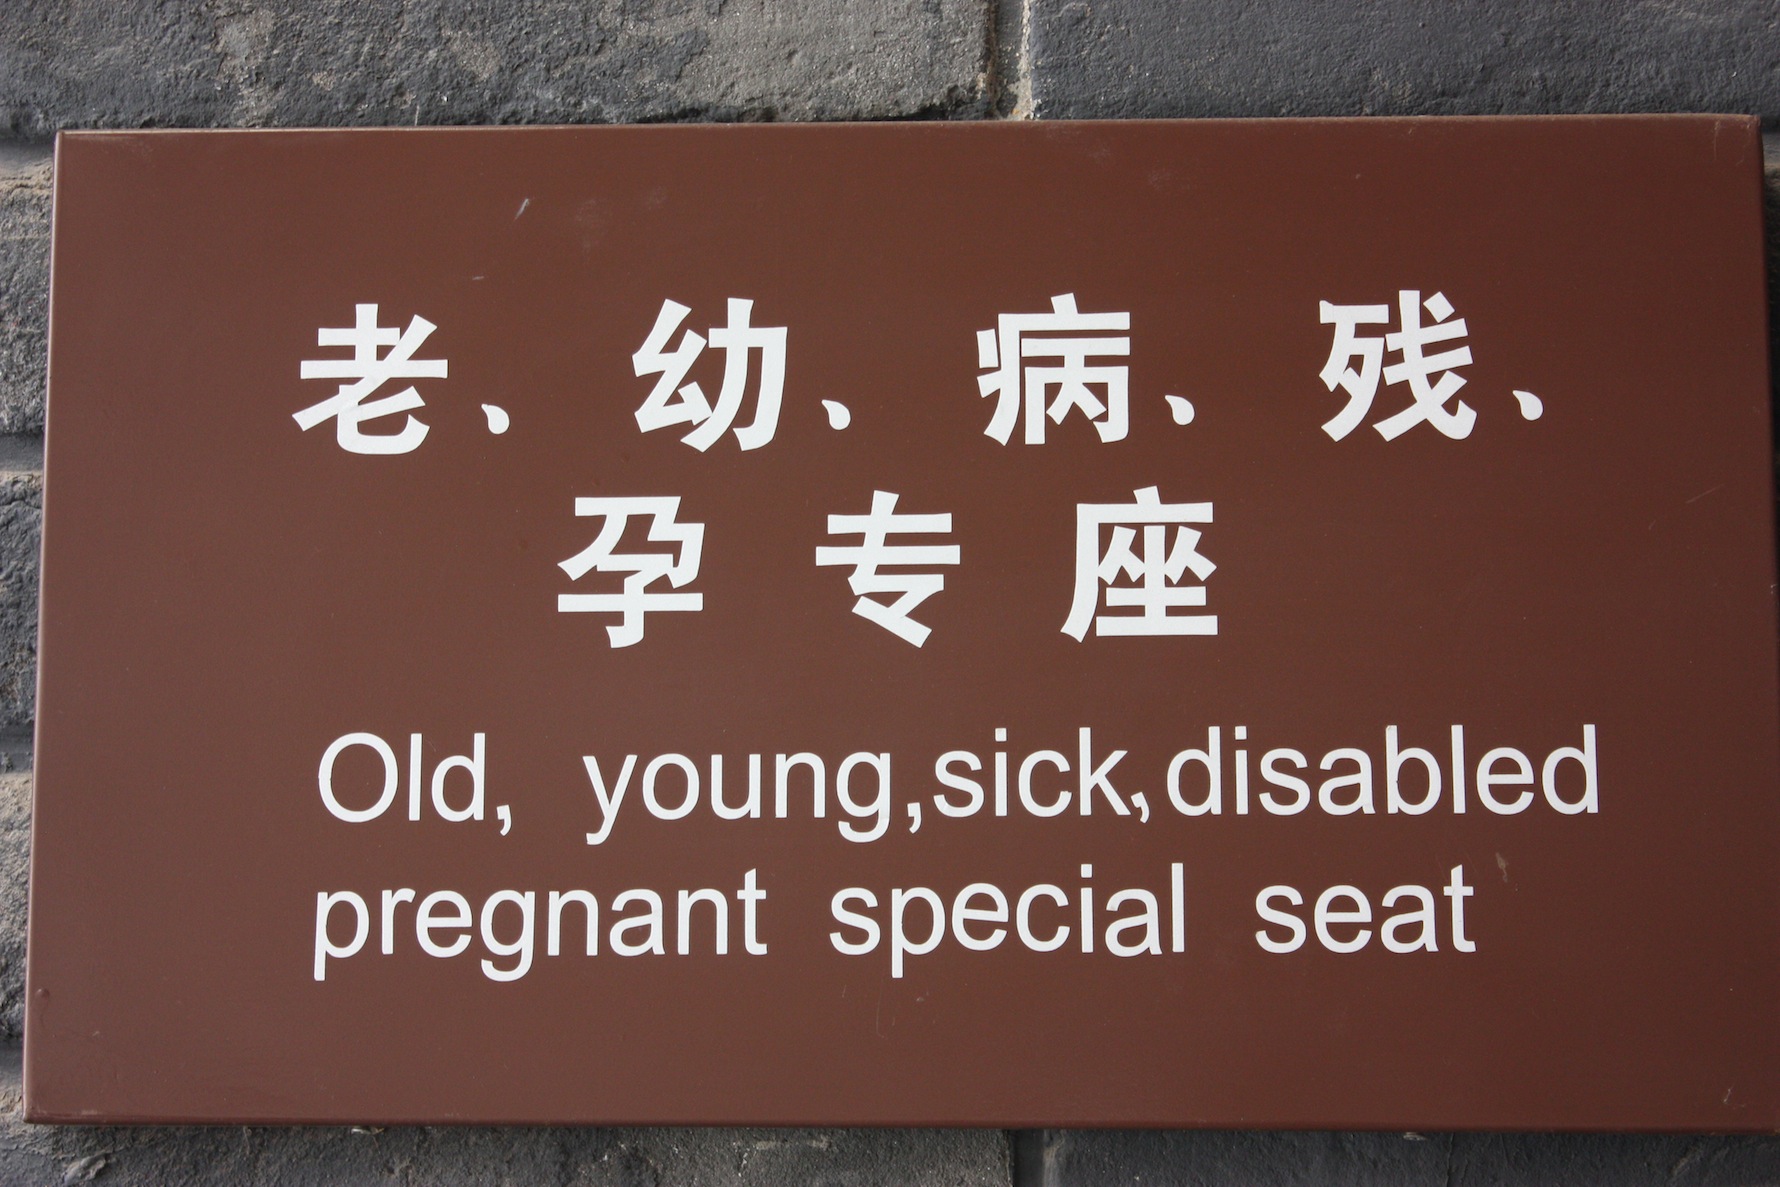 老、幼、病、残、
孕专座
Old, young,sick,disabled
pregnant special seat